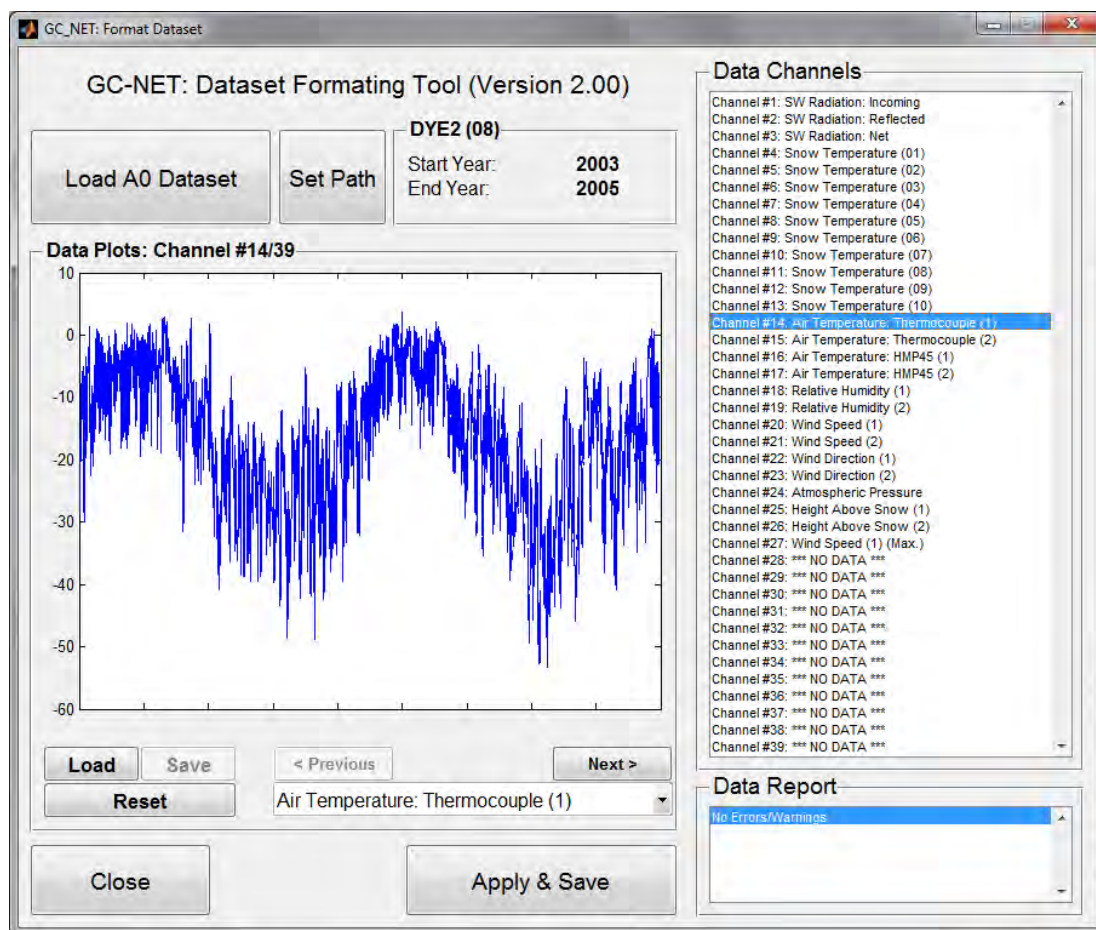 GC_NET: Format Dataset
GC-NET: Dataset Formating Tool (Version 2.00)
Load A0 Dataset
Set Path
DYE2 (08)
Start Year: 2003
End Year: 2005
Data Plots: Channel #14/39
10
0
-10
-20
-30
-40
-50
-60
Load
Save
< Previous
Next >
Reset
Air Temperature: Thermocouple (1)
Close
Apply & Save
Data Channels
Channel #1: SW Radiation: Incoming
Channel #2: SW Radiation: Reflected
Channel #3: SW Radiation: Net
Channel #4: Snow Temperature (01)
Channel #5: Snow Temperature (02)
Channel #6: Snow Temperature (03)
Channel #7: Snow Temperature (04)
Channel #8: Snow Temperature (05)
Channel #9: Snow Temperature (06)
Channel #10: Snow Temperature (07)
Channel #11: Snow Temperature (08)
Channel #12: Snow Temperature (09)
Channel #13: Snow Temperature (10)
Channel #14: Air Temperature: Thermocouple (1)
Channel #15: Air Temperature: Thermocouple (2)
Channel #16: Air Temperature: HMP45 (1)
Channel #17: Air Temperature: HMP45 (2)
Channel #18: Relative Humidity (1)
Channel #19: Relative Humidity (2)
Channel #20: Wind Speed (1)
Channel #21: Wind Speed (2)
Channel #22: Wind Direction (1)
Channel #23: Wind Direction (2)
Channel #24: Atmospheric Pressure
Channel #25: Height Above Snow (1)
Channel #26: Height Above Snow (2)
Channel #27: Wind Speed (1) (Max.)
Channel #28: *** NO DATA ***
Channel #29: *** NO DATA ***
Channel #30: *** NO DATA ***
Channel #31: *** NO DATA ***
Channel #32: *** NO DATA ***
Channel #33: *** NO DATA ***
Channel #34: *** NO DATA ***
Channel #35: *** NO DATA ***
Channel #36: *** NO DATA ***
Channel #37: *** NO DATA ***
Channel #38: *** NO DATA ***
Channel #39: *** NO DATA ***
Data Report
No Errors/Warnings